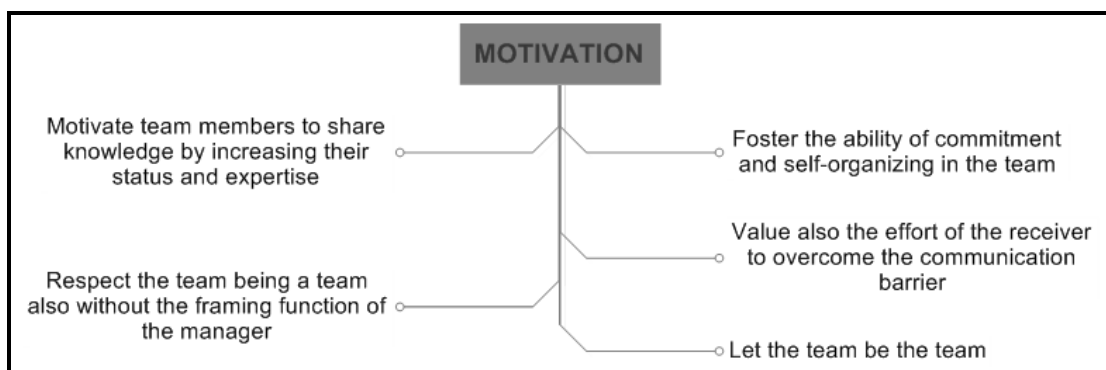 MOTIVATION
Motivate team members to share
knowledge by increasing their
status and expertise
Respect the team being a team
also without the framing function of
the manager
Foster the ability of commitment
and self-organizing in the team
Value also the effort of the receiver
to overcome the communication
barrier
Let the team be the team